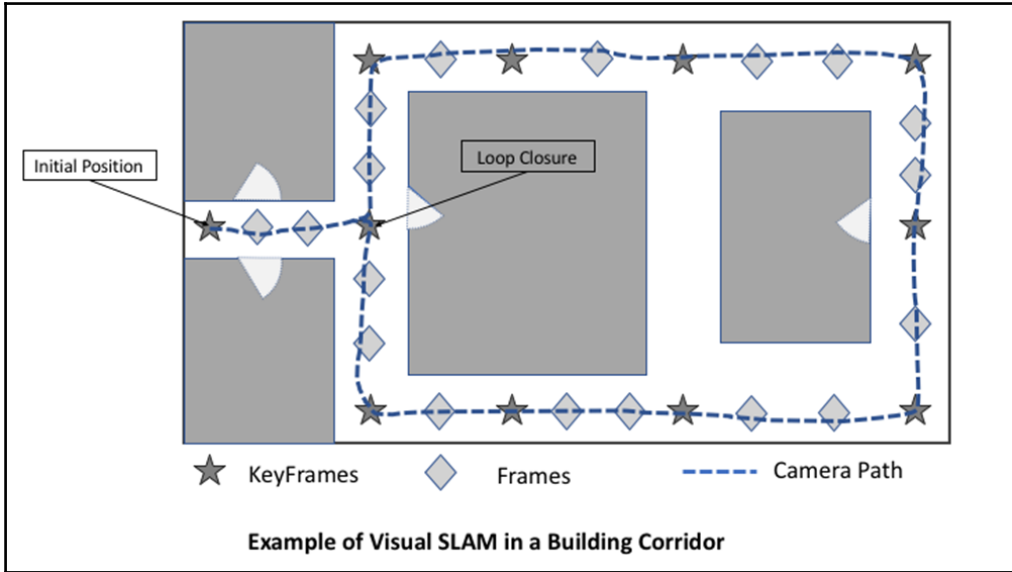 Initial Position
Loop Closure
KeyFrames
Frames
Camera Path
Example of Visual SLAM in a Building Corridor